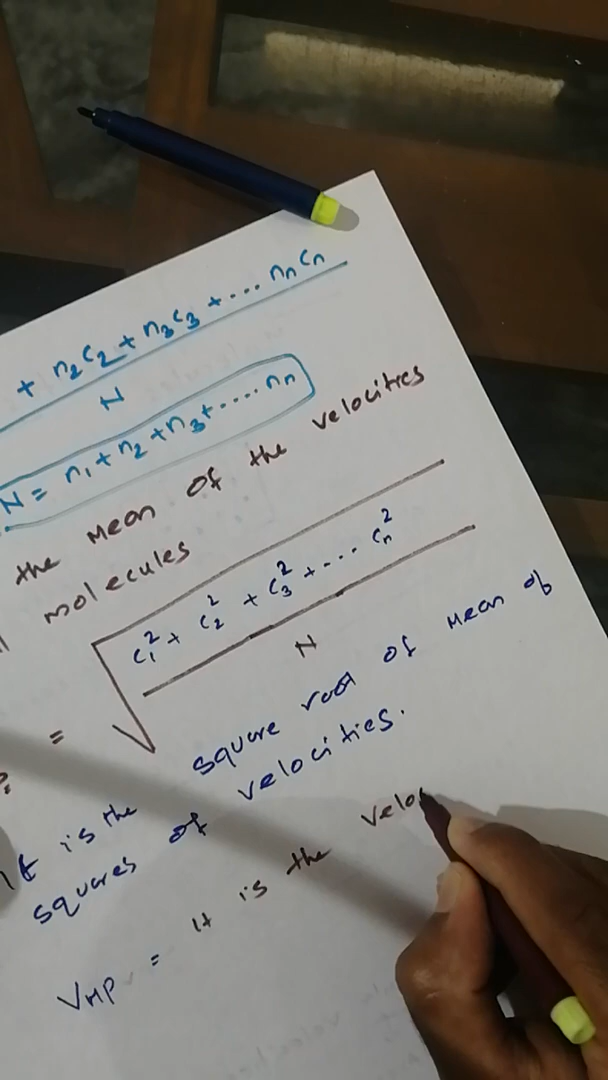 + n₂c₂ + n₃c₃ + .... nₙcₙ
N
N = n₁ + n₂ + n₃ + .... nₙ
the Mean of the velocities
molecules
= √ c₁² + c₂² + c₃² + .... cₙ²
N
It is the square root of Mean of
squares of velocities.
VMP = It is the